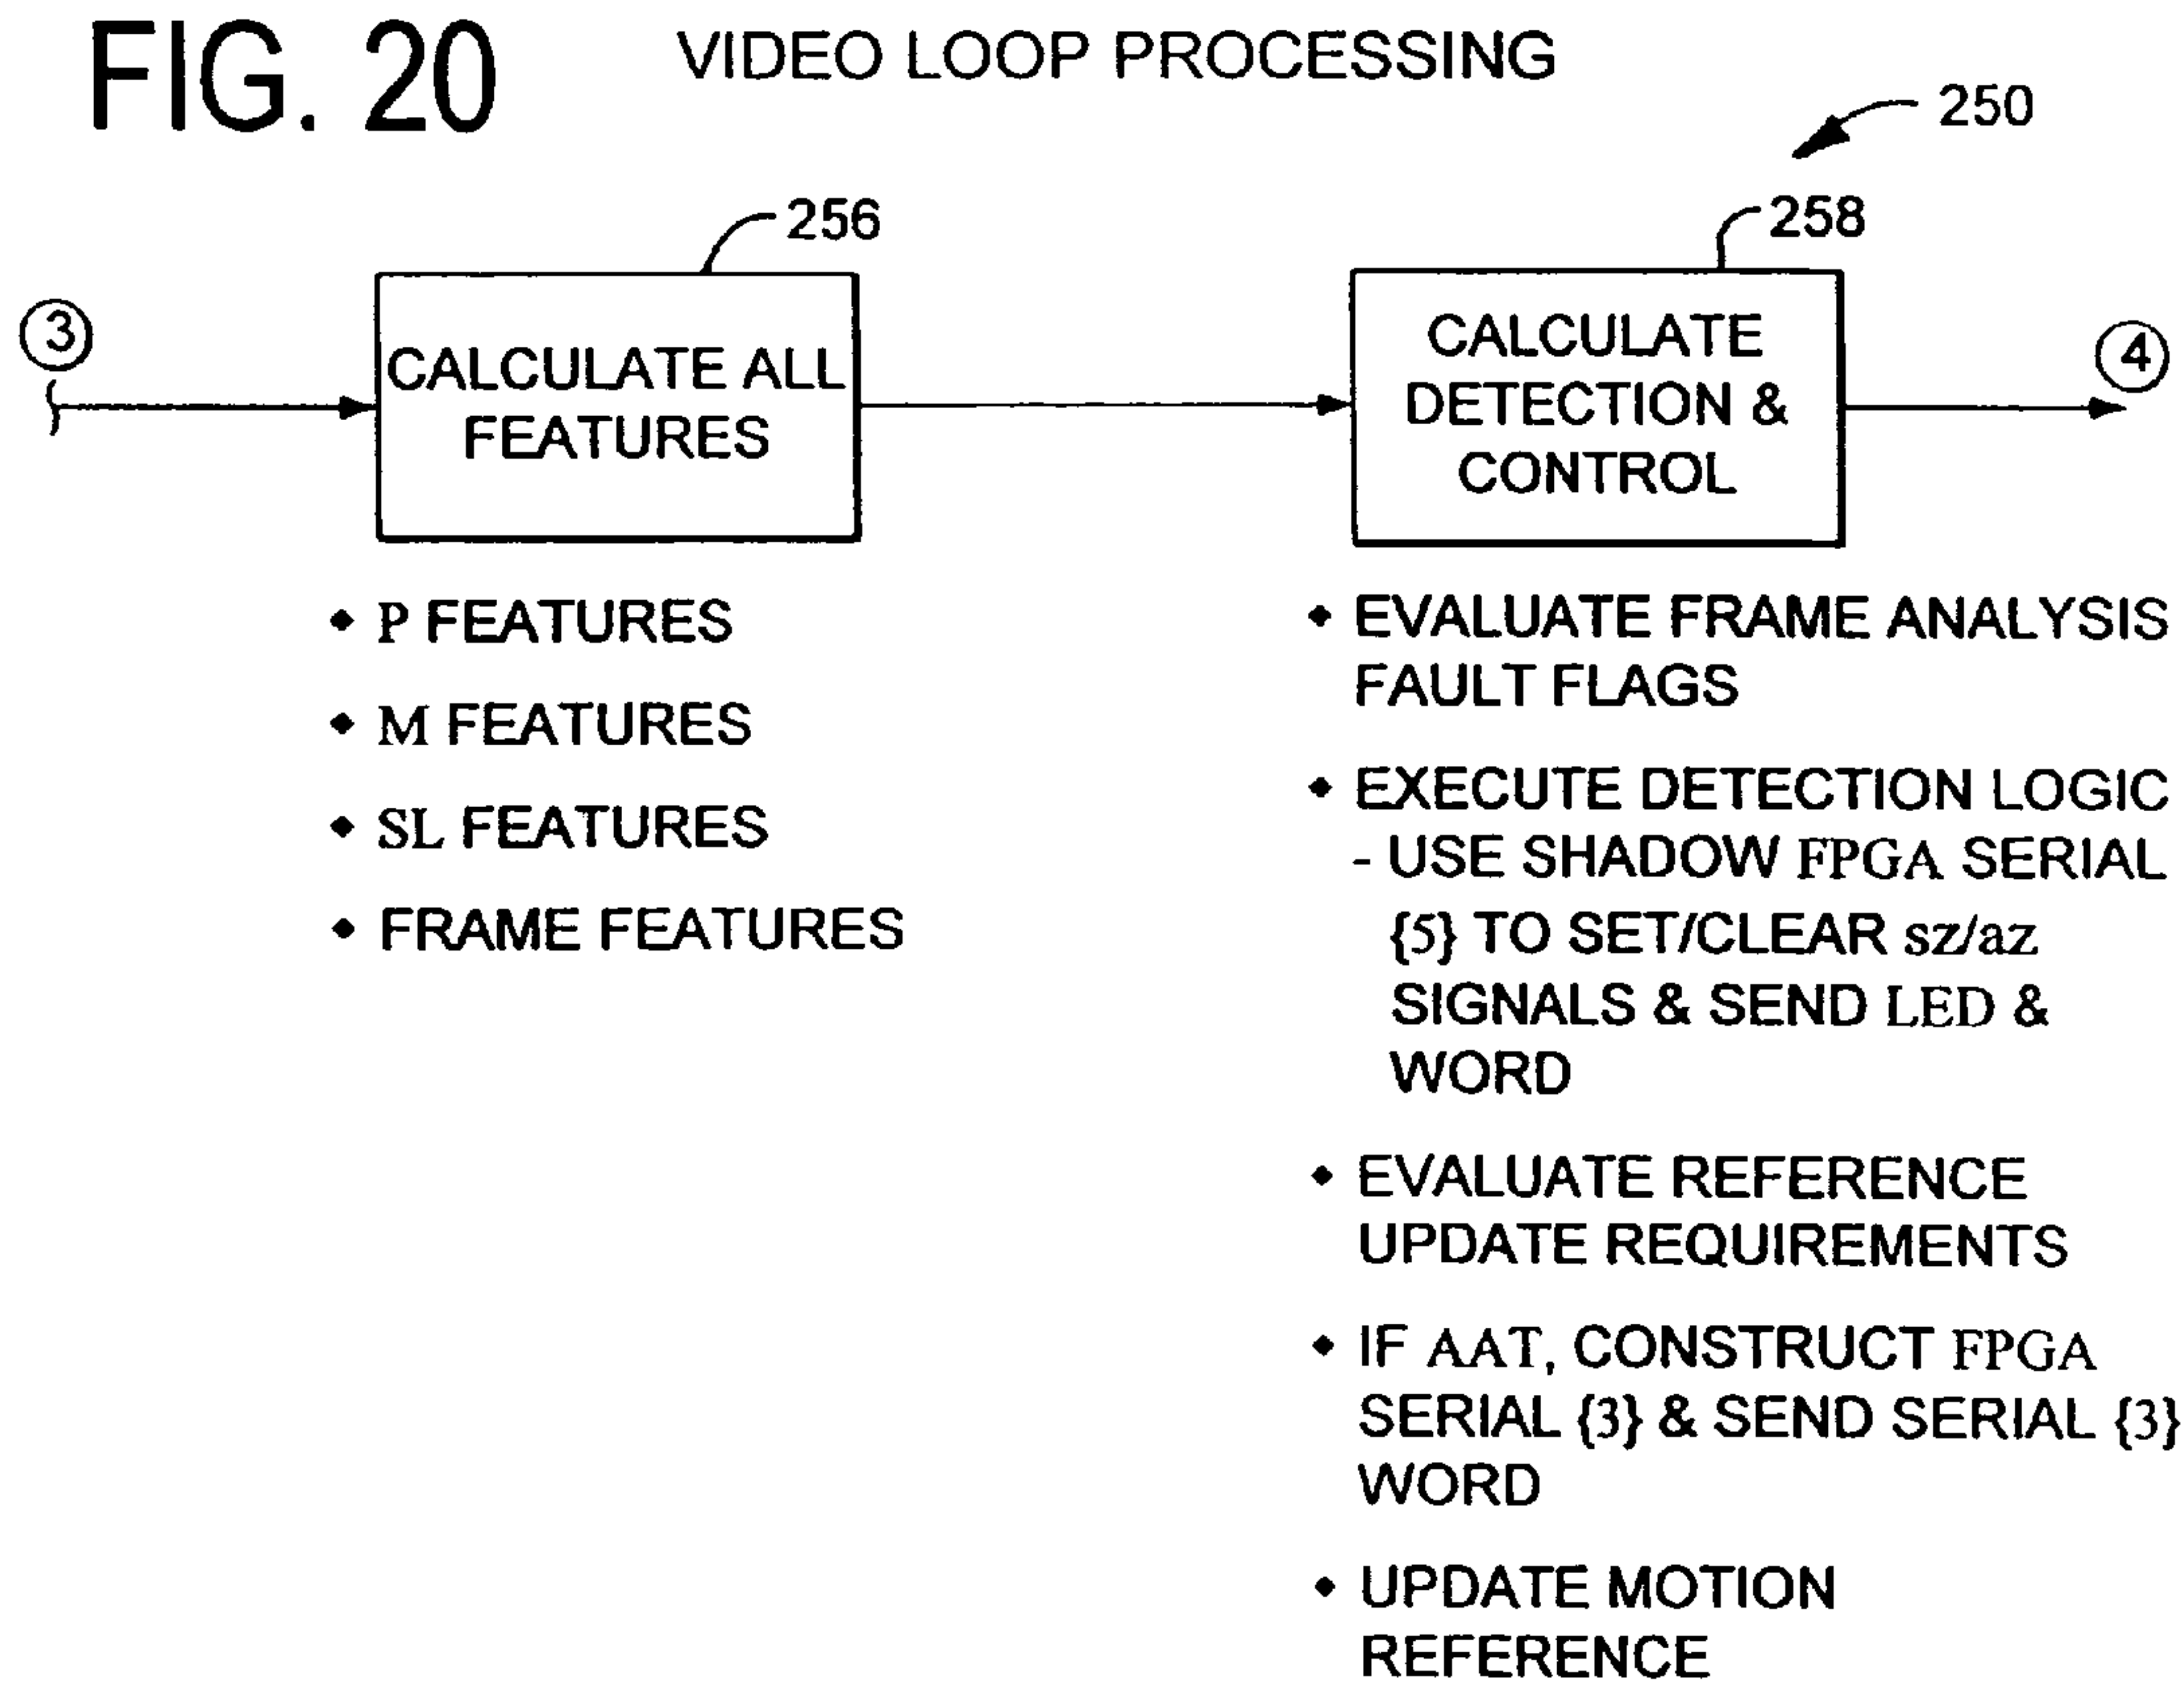 FIG. 20
VIDEO LOOP PROCESSING
250
256
258
3
CALCULATE ALL
FEATURES
CALCULATE
DETECTION &
CONTROL
4
◆ P FEATURES
◆ M FEATURES
◆ SL FEATURES
◆ FRAME FEATURES
◆ EVALUATE FRAME ANALYSIS
FAULT FLAGS
◆ EXECUTE DETECTION LOGIC
- USE SHADOW FPGA SERIAL
{5} TO SET/CLEAR sz/az
SIGNALS & SEND LED &
WORD
◆ EVALUATE REFERENCE
UPDATE REQUIREMENTS
◆ IF AAT, CONSTRUCT FPGA
SERIAL {3} & SEND SERIAL {3}
WORD
◆ UPDATE MOTION
REFERENCE